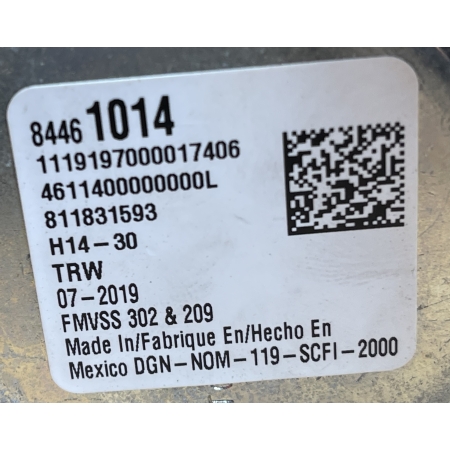 8446 1014
1119197000017406
4611400000000L
811831593
H14-30
TRW
07-2019
FMVSS 302 & 209
Made In/Fabrique En/Hecho En
Mexico DGN-NOM-119-SCFI-2000